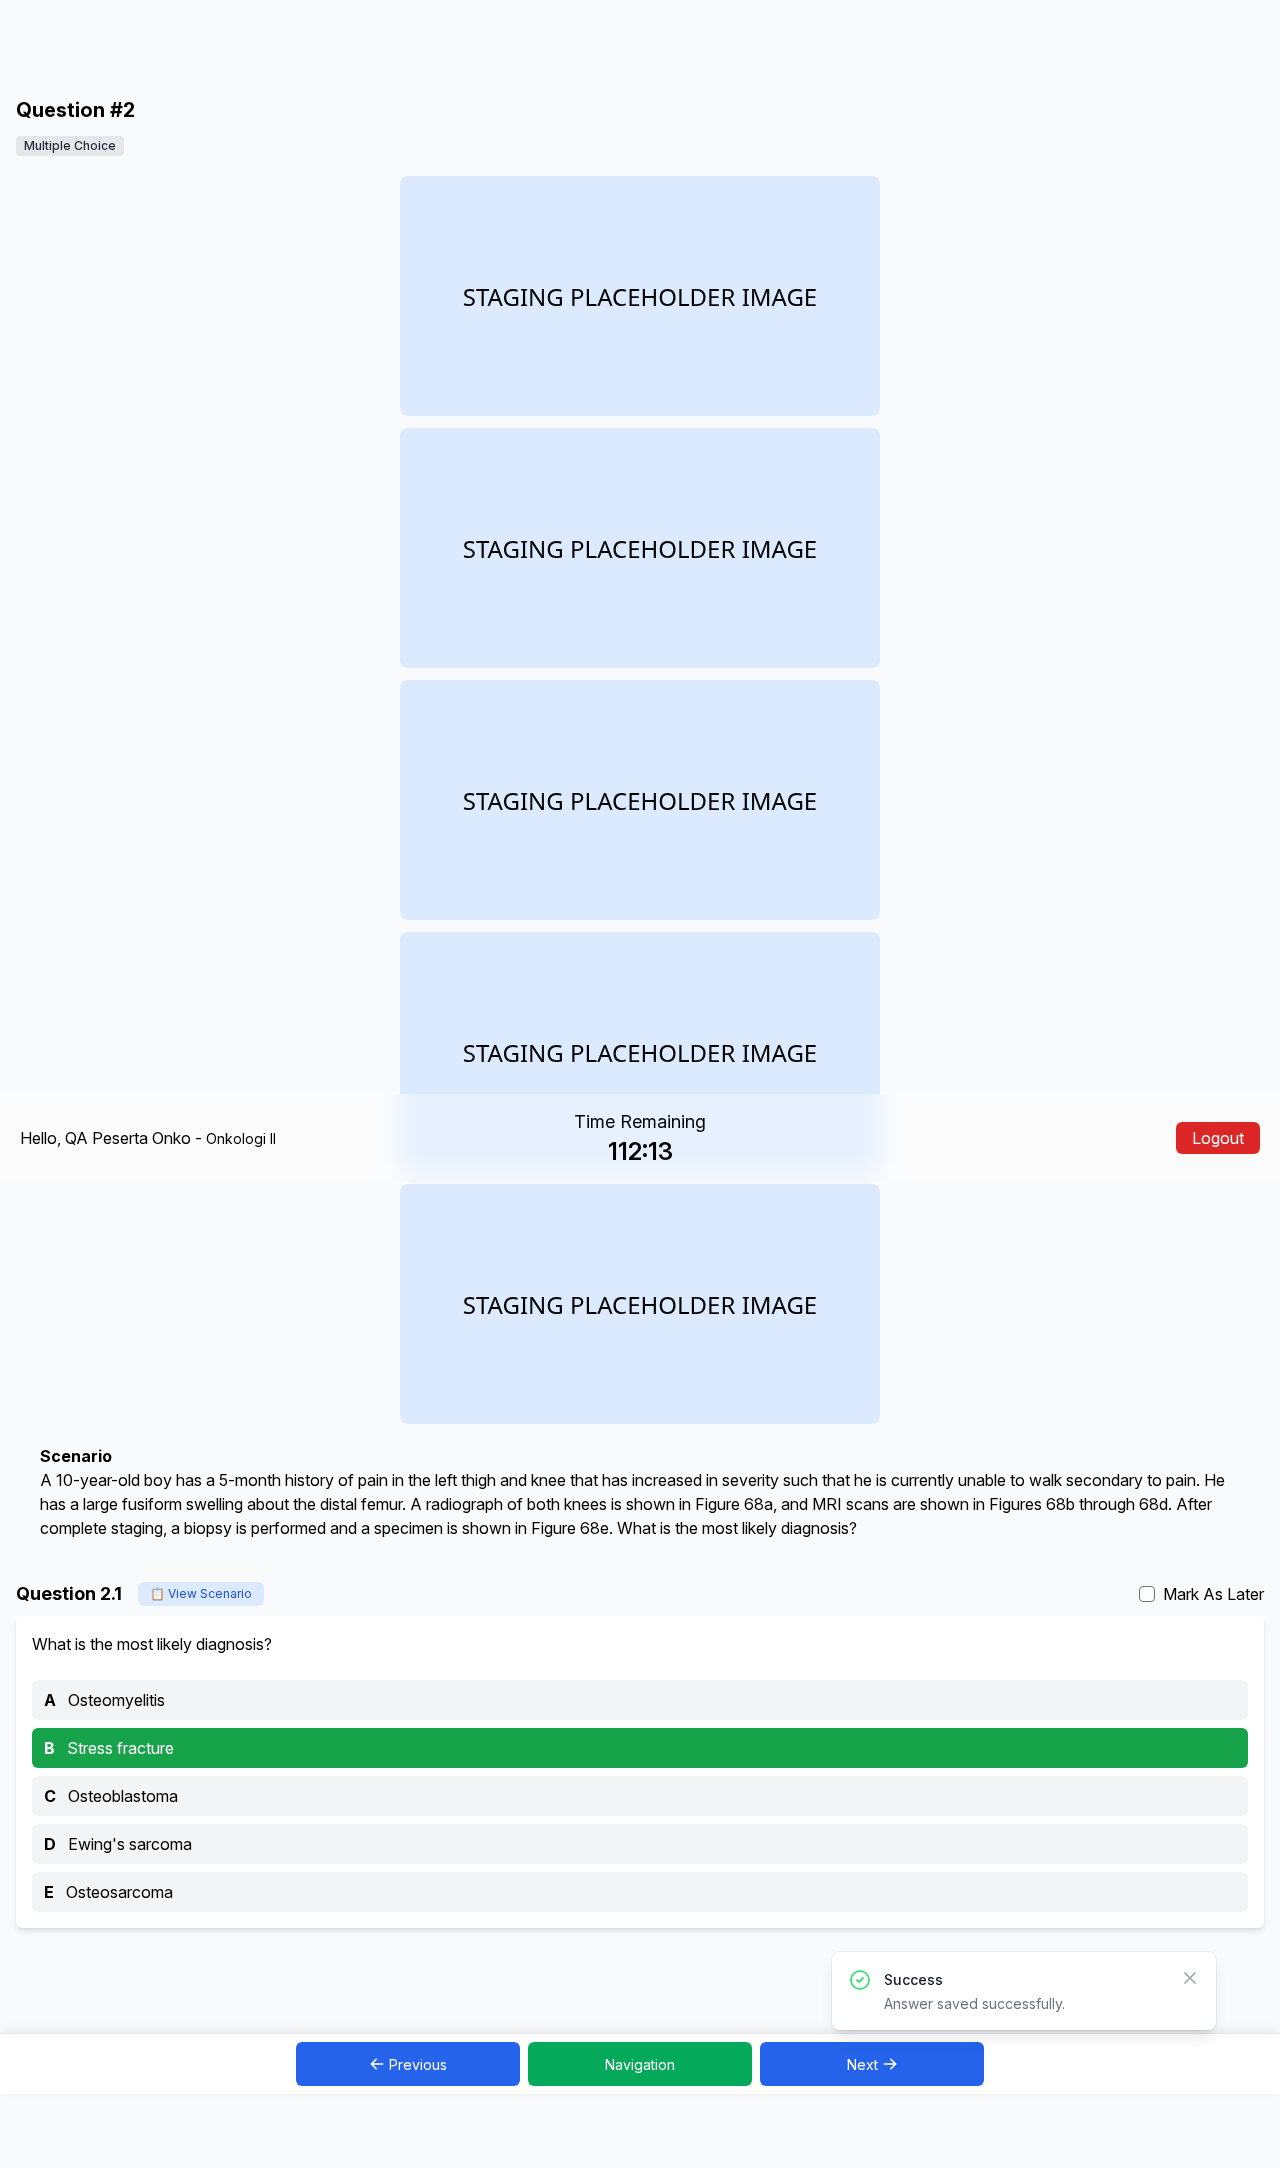 Question #2
Multiple Choice
STAGING PLACEHOLDER IMAGE
STAGING PLACEHOLDER IMAGE
STAGING PLACEHOLDER IMAGE
STAGING PLACEHOLDER IMAGE
Hello, QA Peserta Onko - Onkologi II
Time Remaining
112:13
Logout
STAGING PLACEHOLDER IMAGE
Scenario
A 10-year-old boy has a 5-month history of pain in the left thigh and knee that has increased in severity such that he is currently unable to walk secondary to pain. He
has a large fusiform swelling about the distal femur. A radiograph of both knees is shown in Figure 68a, and MRI scans are shown in Figures 68b through 68d. After
complete staging, a biopsy is performed and a specimen is shown in Figure 68e. What is the most likely diagnosis?
Question 2.1
📋 View Scenario
Mark As Later
What is the most likely diagnosis?
A Osteomyelitis
B Stress fracture
C Osteoblastoma
D Ewing's sarcoma
E Osteosarcoma
Success
Answer saved successfully.
← Previous
Navigation
Next →